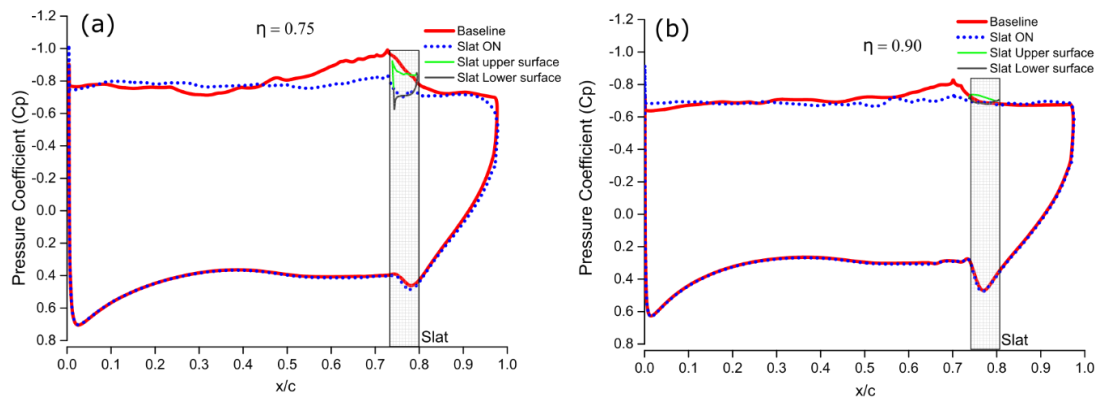 (a)
η = 0.75
Baseline
Slat ON
Slat upper surface
Slat Lower surface
Pressure Coefficient (Cp)
-1.2
-1.0
-0.8
-0.6
-0.4
-0.2
0.0
0.2
0.4
0.6
0.8
Slat
0.0 0.1 0.2 0.3 0.4 0.5 0.6 0.7 0.8 0.9 1.0
x/c
(b)
η = 0.90
Baseline
Slat ON
Slat Upper surface
Slat Lower surface
Pressure Coefficient (Cp)
-1.2
-1.0
-0.8
-0.6
-0.4
-0.2
0.0
0.2
0.4
0.6
0.8
Slat
0.0 0.1 0.2 0.3 0.4 0.5 0.6 0.7 0.8 0.9 1.0
x/c